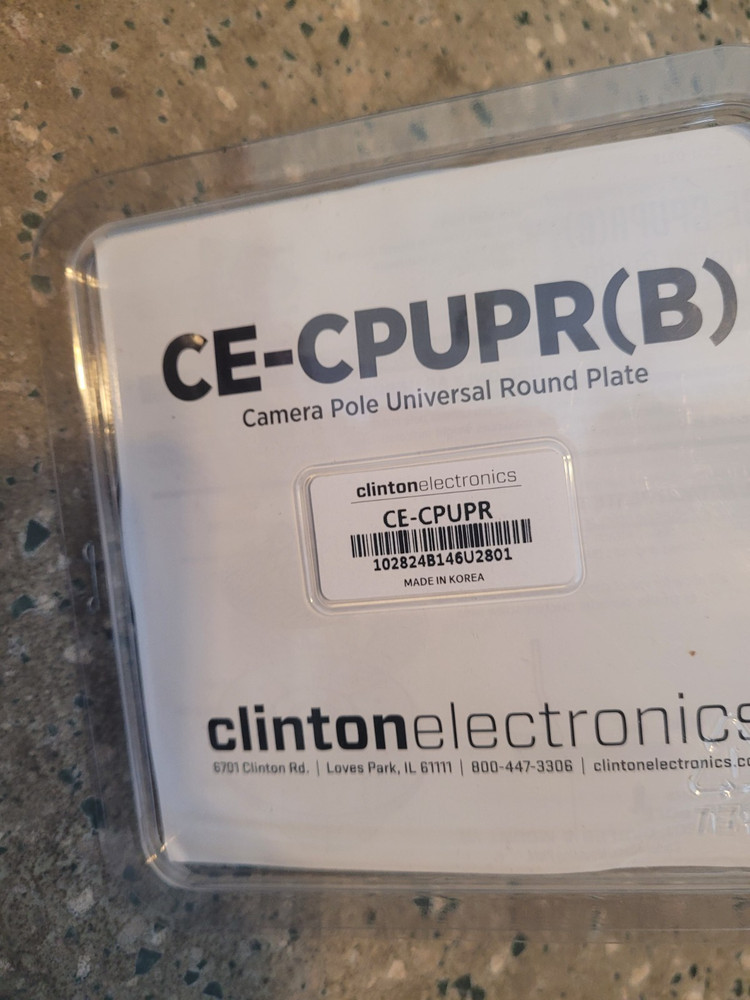 CE-CPUPR(B)
Camera Pole Universal Round Plate
clintonelectronics
CE-CPUPR
102824B146U2801
MADE IN KOREA
clintonelectronics
6701 Clinton Rd. | Loves Park, IL 61111 | 800-447-3306 | clintonelectronics.co